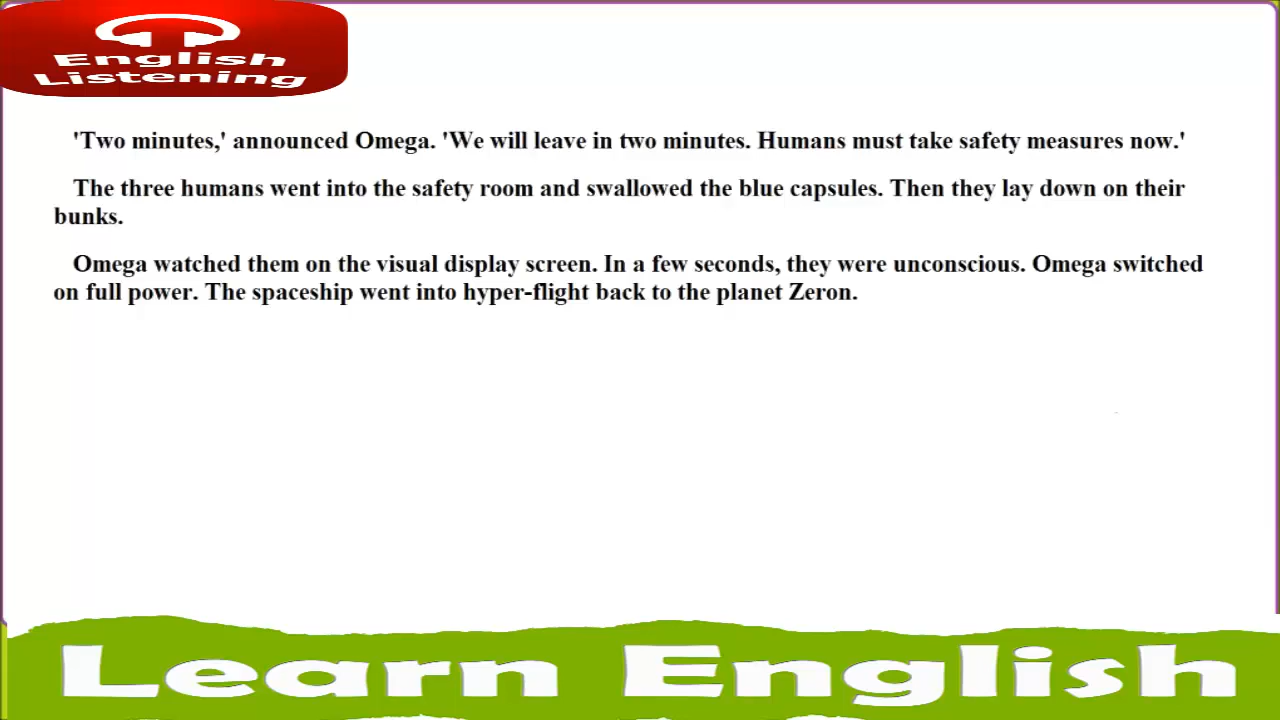 English
Listening
'Two minutes,' announced Omega. 'We will leave in two minutes. Humans must take safety measures now.'
The three humans went into the safety room and swallowed the blue capsules. Then they lay down on their
bunks.
Omega watched them on the visual display screen. In a few seconds, they were unconscious. Omega switched
on full power. The spaceship went into hyper-flight back to the planet Zeron.
Learn English